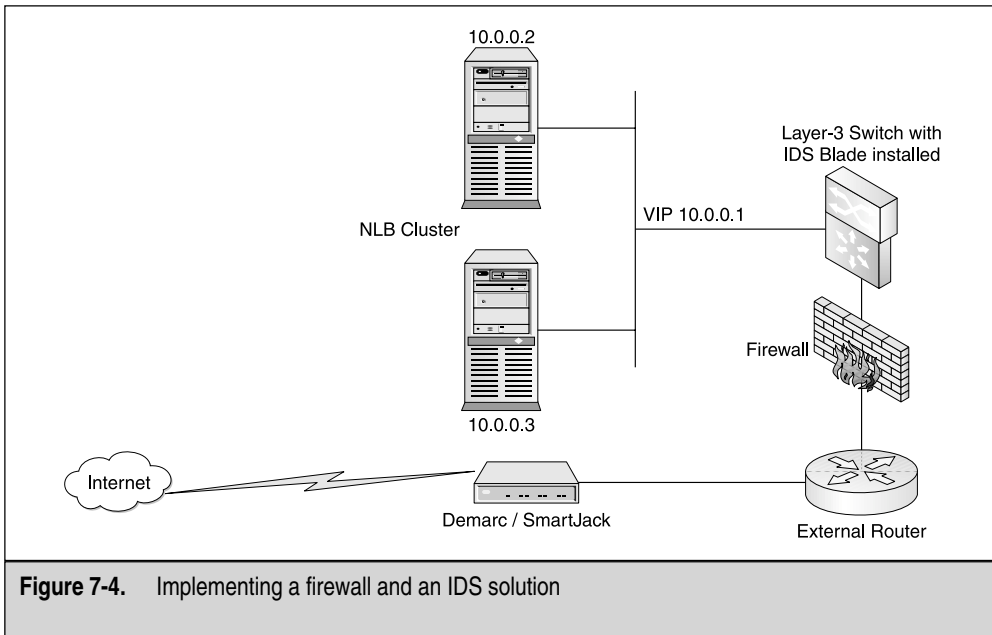 10.0.0.2
Layer-3 Switch with
IDS Blade installed
VIP 10.0.0.1
NLB Cluster
Firewall
10.0.0.3
Internet
Demarc / SmartJack
External Router
Figure 7-4. Implementing a firewall and an IDS solution